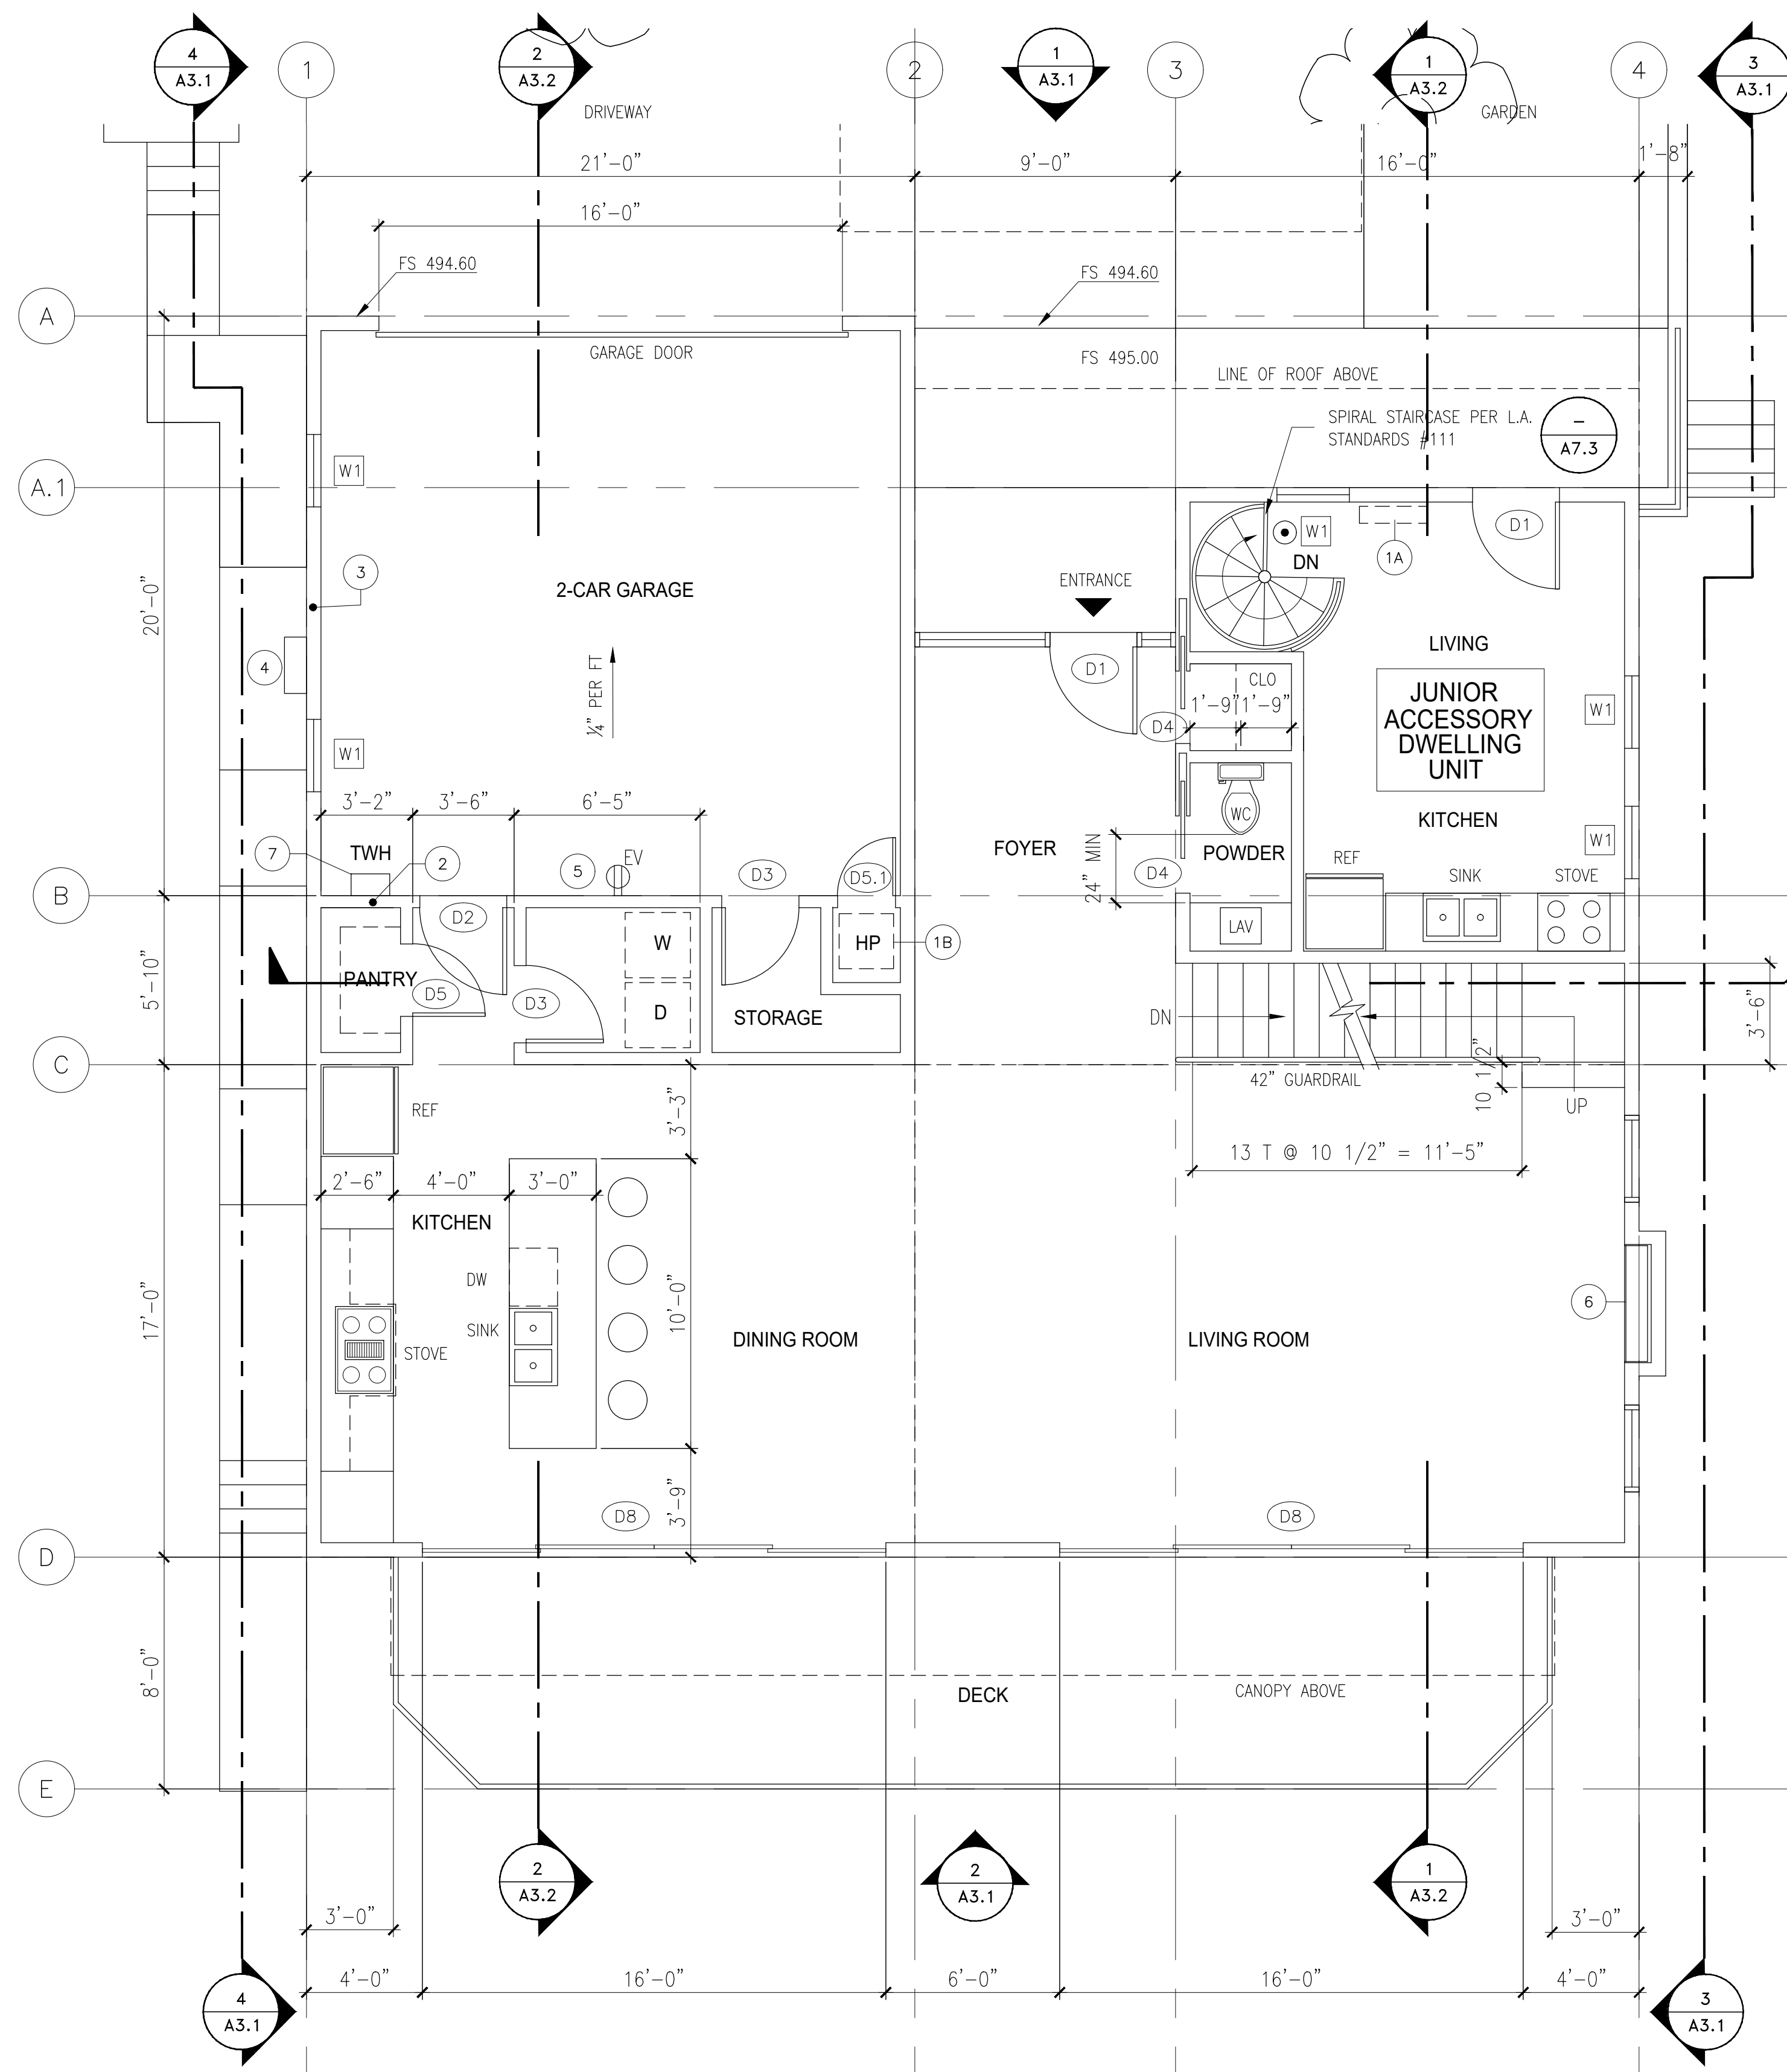 4
A3.1
1
2
A3.2
2
1
A3.1
3
1
A3.2
4
3
A3.1
DRIVEWAY
GARDEN
21'-0"
9'-0"
16'-0"
1'-8"
16'-0"
FS 494.60
FS 494.60
A
GARAGE DOOR
FS 495.00
LINE OF ROOF ABOVE
SPIRAL STAIRCASE PER L.A.
STANDARDS #111
–
A7.3
W1
A.1
W1
D1
1A
DN
3
2-CAR GARAGE
ENTRANCE
20'-0"
LIVING
4
D1
CLO
1'-9"
1'-9"
JUNIOR
ACCESSORY
DWELLING
UNIT
W1
¼" PER FT
D4
W1
3'-2"
3'-6"
6'-5"
WC
KITCHEN
W1
7
TWH
2
5
EV
D3
D5.1
FOYER
24" MIN
POWDER
D4
REF
SINK
STOVE
B
D2
LAV
W
HP
1B
PANTRY
D5
D3
D
STORAGE
5'-10"
DN
3'-6"
C
42" GUARDRAIL
10 1/2"
UP
REF
3'-3"
13 T @ 10 1/2" = 11'-5"
2'-6"
4'-0"
3'-0"
KITCHEN
DW
SINK
STOVE
10'-0"
17'-0"
DINING ROOM
LIVING ROOM
6
3'-9"
D8
D8
D
8'-0"
DECK
CANOPY ABOVE
E
2
A3.2
2
A3.1
1
A3.2
3'-0"
3'-0"
4'-0"
16'-0"
6'-0"
16'-0"
4'-0"
4
A3.1
3
A3.1